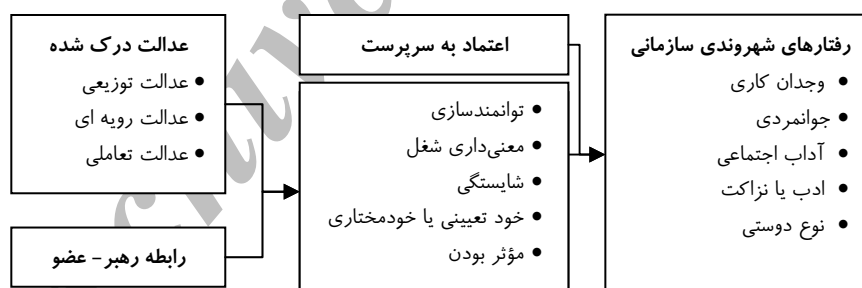 عدالت درک شده
● عدالت توزیعی
● عدالت رویه ای
● عدالت تعاملی
رابطه رهبر - عضو
اعتماد به سرپرست
● توانمندسازی
● معنی‌داری شغل
● شایستگی
● خود تعیینی یا خودمختاری
● مؤثر بودن
رفتارهای شهروندی سازمانی
● وجدان کاری
● جوانمردی
● آداب اجتماعی
● ادب یا نزاکت
● نوع دوستی